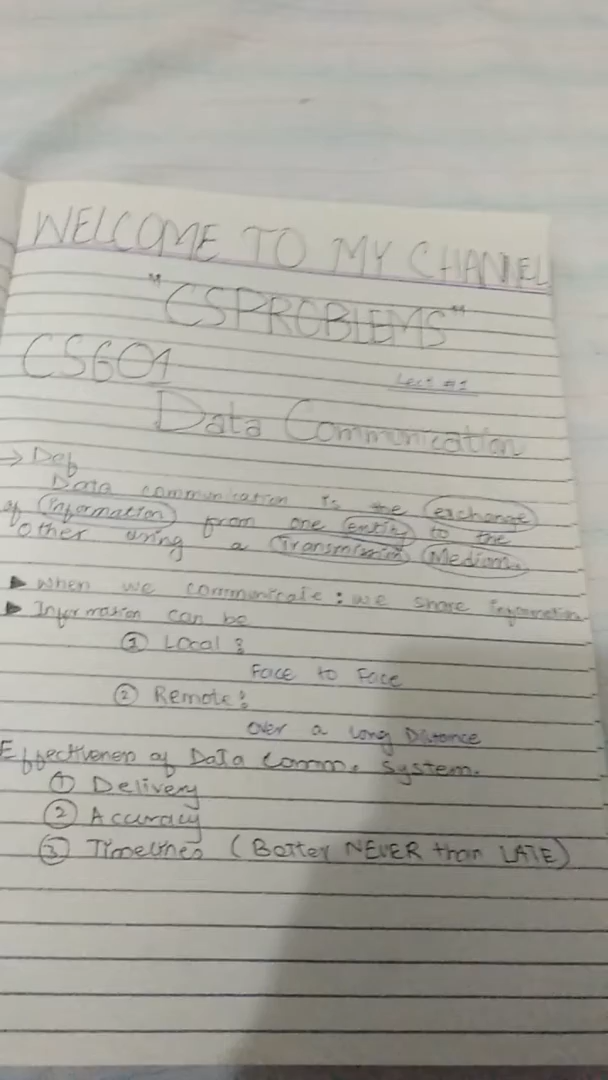 WELCOME TO MY CHANNEL
"CSPROBLEMS"
CS601
Lect #1
Data Communication
→ Def
Data communication is the exchange
of information from one entity to the
other using a Transmission Medium.
▶ When we communicate : we share information
▶ Information can be
① Local :
Face to Face
② Remote :
over a Long Distance
Effectivenes of Data Comm. System.
① Delivery
② Accuracy
③ Timelines (Better NEVER than LATE)